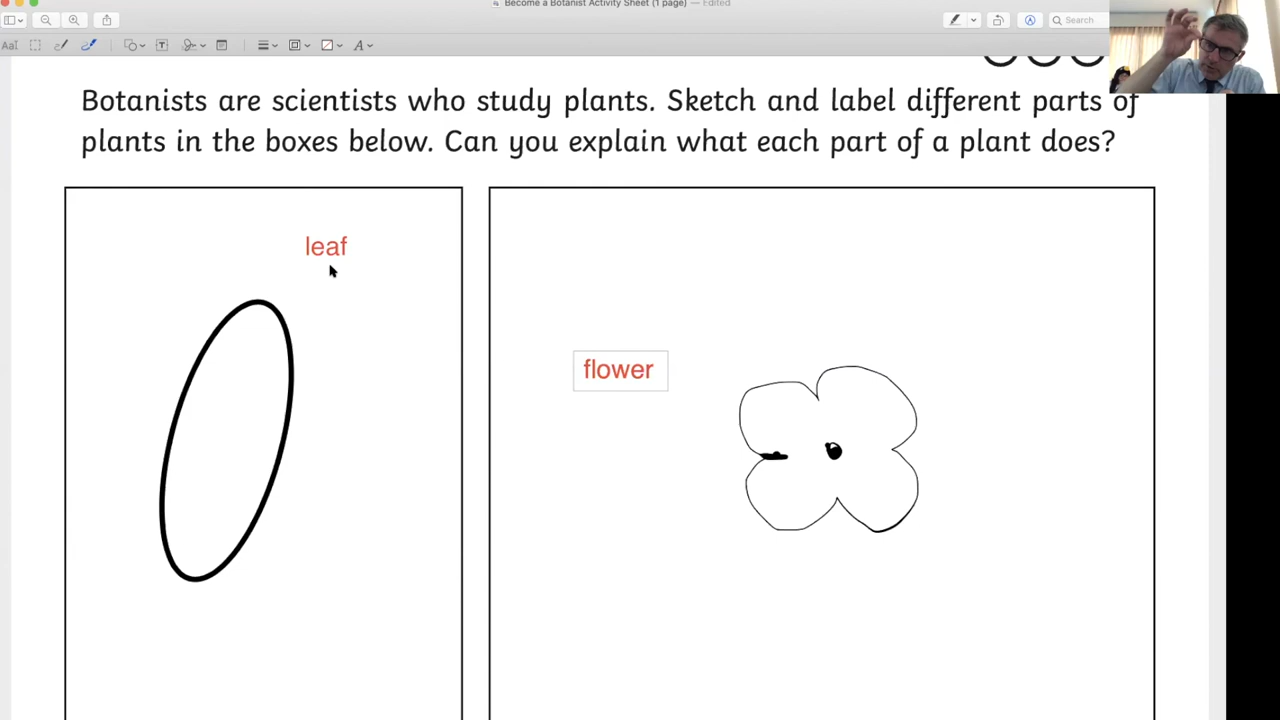 Become a Botanist Activity Sheet (1 page) — Edited
Search
AaI
T
A
Botanists are scientists who study plants. Sketch and label different parts of
plants in the boxes below. Can you explain what each part of a plant does?
leaf
flower